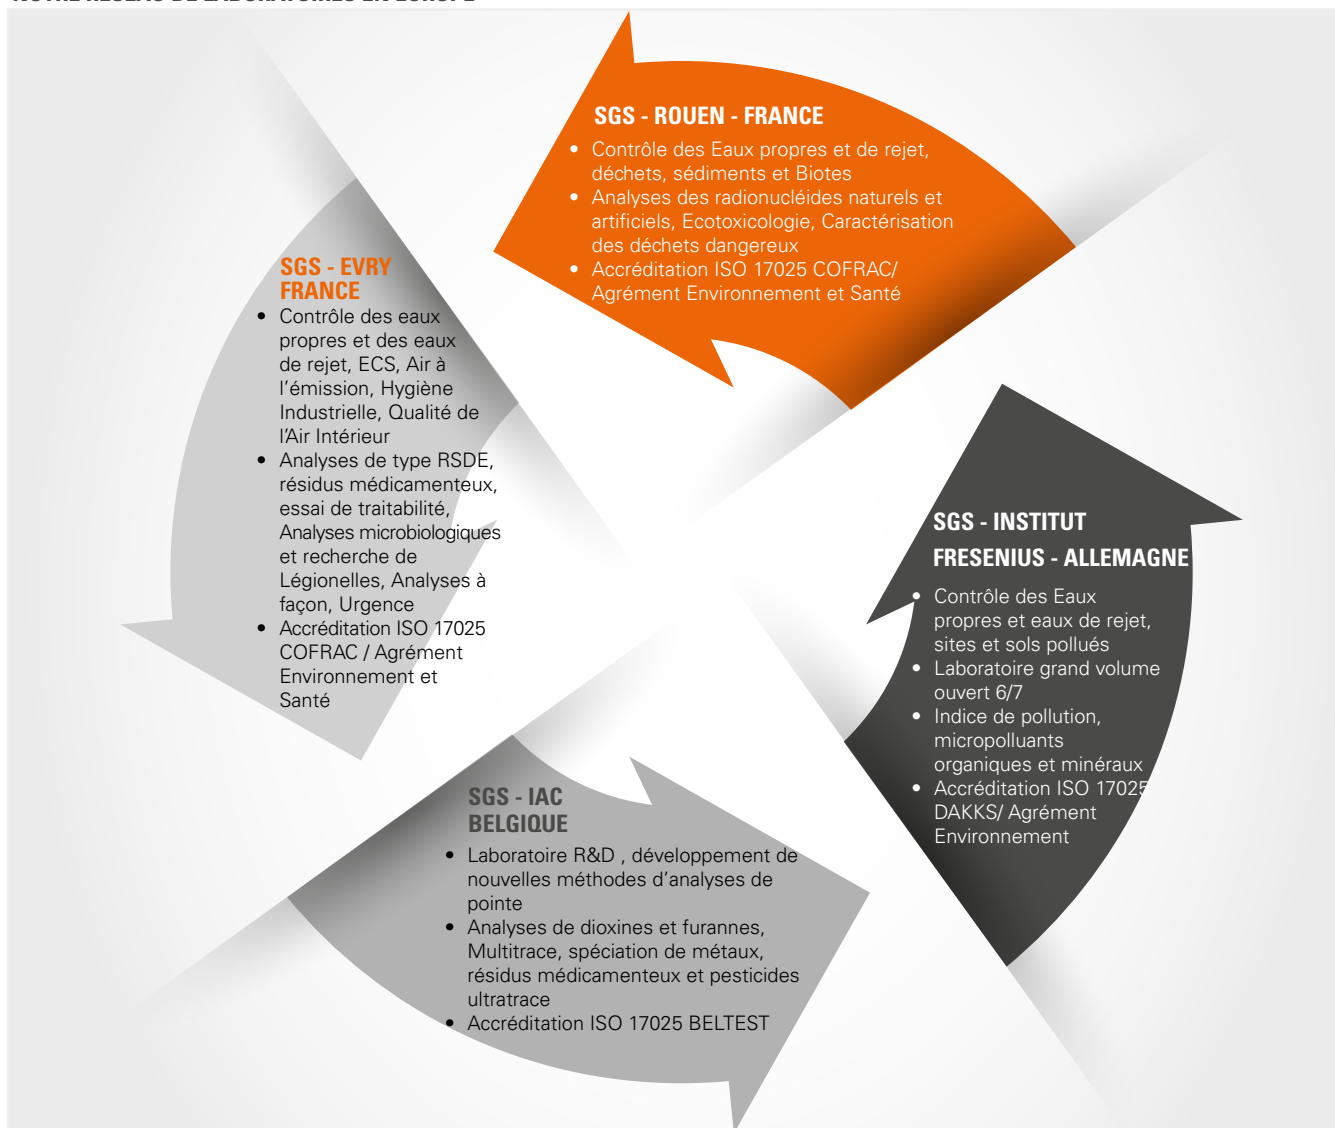 NOTRE RÉSEAU DE LABORATOIRES EN EUROPE
SGS - ROUEN - FRANCE
• Contrôle des Eaux propres et de rejet,
déchets, sédiments et Biotes
• Analyses des radionucléides naturels et
artificiels, Ecotoxicologie, Caractérisation
des déchets dangereux
• Accréditation ISO 17025 COFRAC/
Agrément Environnement et Santé
SGS - EVRY
FRANCE
• Contrôle des eaux
propres et des eaux
de rejet, ECS, Air à
l’émission, Hygiène
Industrielle, Qualité de
l’Air Intérieur
• Analyses de type RSDE,
résidus médicamenteux,
essai de traitabilité,
Analyses microbiologiques
et recherche de
Légionelles, Analyses à
façon, Urgence
• Accréditation ISO 17025
COFRAC / Agrément
Environnement et
Santé
SGS - INSTITUT
FRESENIUS - ALLEMAGNE
• Contrôle des Eaux
propres et eaux de rejet,
sites et sols pollués
• Laboratoire grand volume
ouvert 6/7
• Indice de pollution,
micropolluants
organiques et minéraux
• Accréditation ISO 17025
DAKKS/ Agrément
Environnement
SGS - IAC
BELGIQUE
• Laboratoire R&D , développement de
nouvelles méthodes d’analyses de
pointe
• Analyses de dioxines et furannes,
Multitrace, spéciation de métaux,
résidus médicamenteux et pesticides
ultratrace
• Accréditation ISO 17025 BELTEST